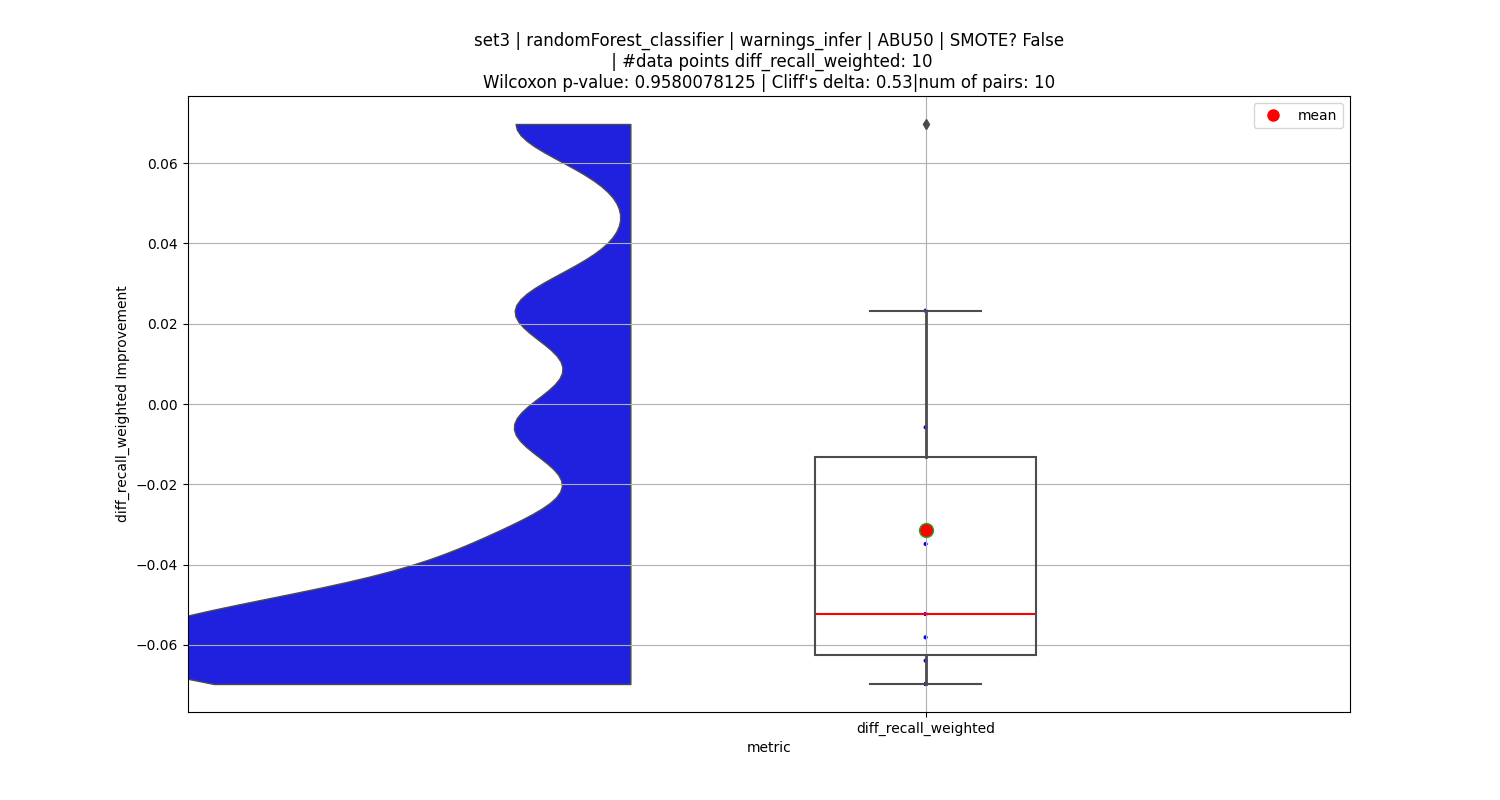 set3 | randomForest_classifier | warnings_infer | ABU50 | SMOTE? False
| #data points diff_recall_weighted: 10
Wilcoxon p-value: 0.9580078125 | Cliff's delta: 0.53|num of pairs: 10
mean
0.06
0.04
0.02
0.00
−0.02
−0.04
−0.06
diff_recall_weighted Improvement
diff_recall_weighted
metric